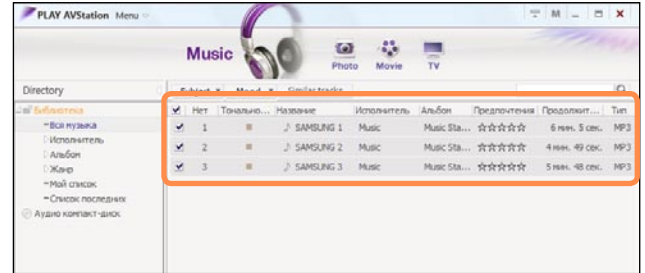 PLAY AVStation Menu
M
Music Photo Movie TV
Directory Subject Mood Similar tracks
Библиотека
Вся музыка
Исполнитель
Альбом
Жанр
Мой список
Список последних
Аудио компакт-диск
Нет Тонально... Название Исполнитель Альбом Предпочтения Продолжит... Тип
1 SAMSUNG 1 Music Music Sta... ☆☆☆☆☆ 6 мин. 5 сек. MP3
2 SAMSUNG 2 Music Music Sta... ☆☆☆☆☆ 4 мин. 49 сек. MP3
3 SAMSUNG 3 Music Music Sta... ☆☆☆☆☆ 5 мин. 48 сек. MP3